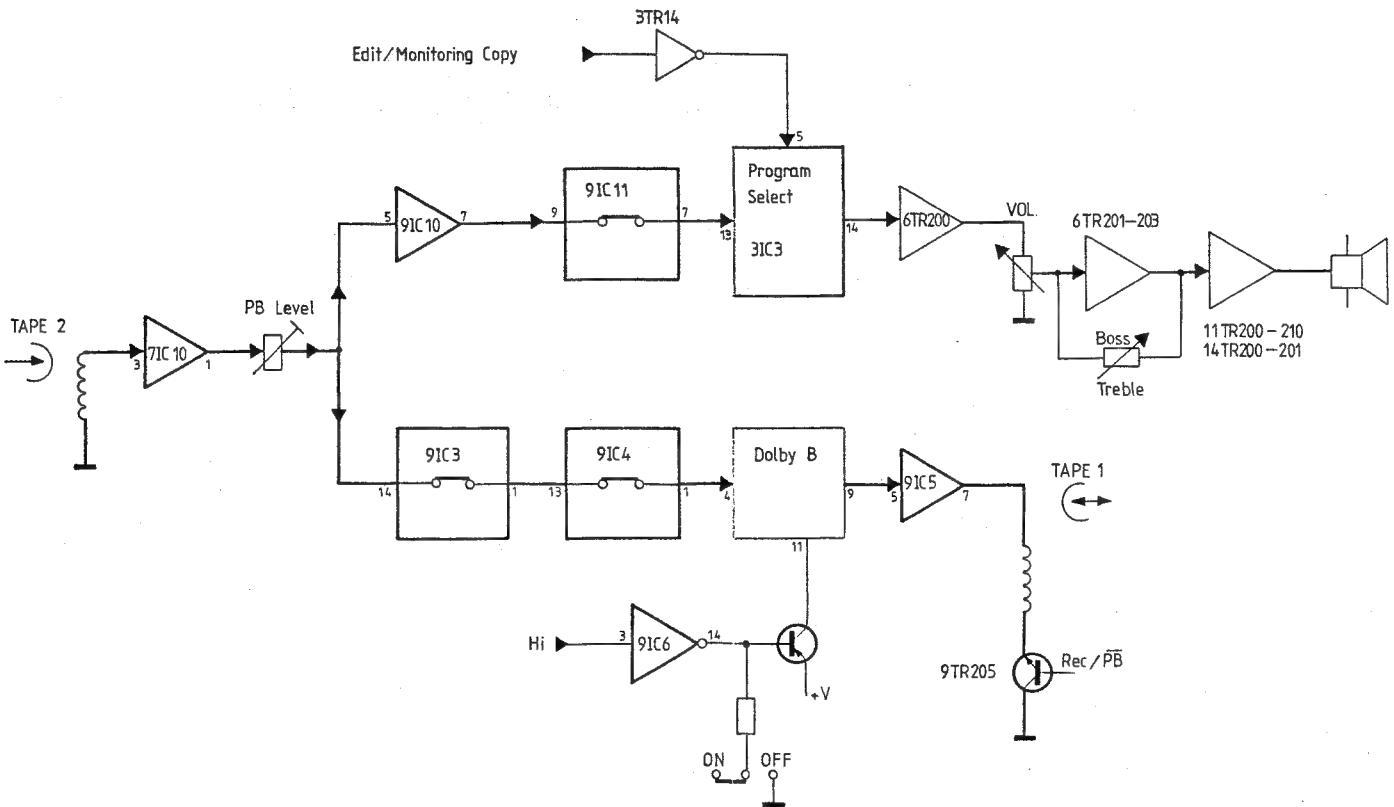 3TR14
Edit/Monitoring Copy
5
Program
Select
3IC3
9IC11
9
7
13
14
5
9IC10
7
6TR200
VOL.
6TR201-203
Boss
Treble
11TR200-210
14TR200-201
TAPE 2
3
7IC10
1
PB Level
9IC3
14
1
9IC4
13
1
Dolby B
4
9
11
5
9IC5
7
TAPE 1
Hi
3
9IC6
14
+V
ON
OFF
9TR205
Rec/P̅B̅